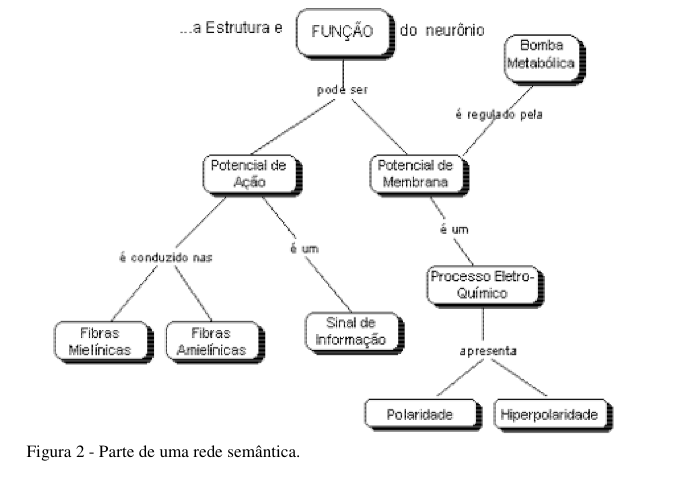 ...a Estrutura e FUNÇÃO do neurônio
Bomba
Metabólica
pode ser
é regulado pela
Potencial de
Ação
Potencial de
Membrana
é um
é conduzido nas
é um
Processo Eletro-
Químico
Fibras
Mielínicas
Fibras
Amielínicas
Sinal de
Informação
apresenta
Polaridade
Hiperpolaridade
Figura 2 - Parte de uma rede semântica.